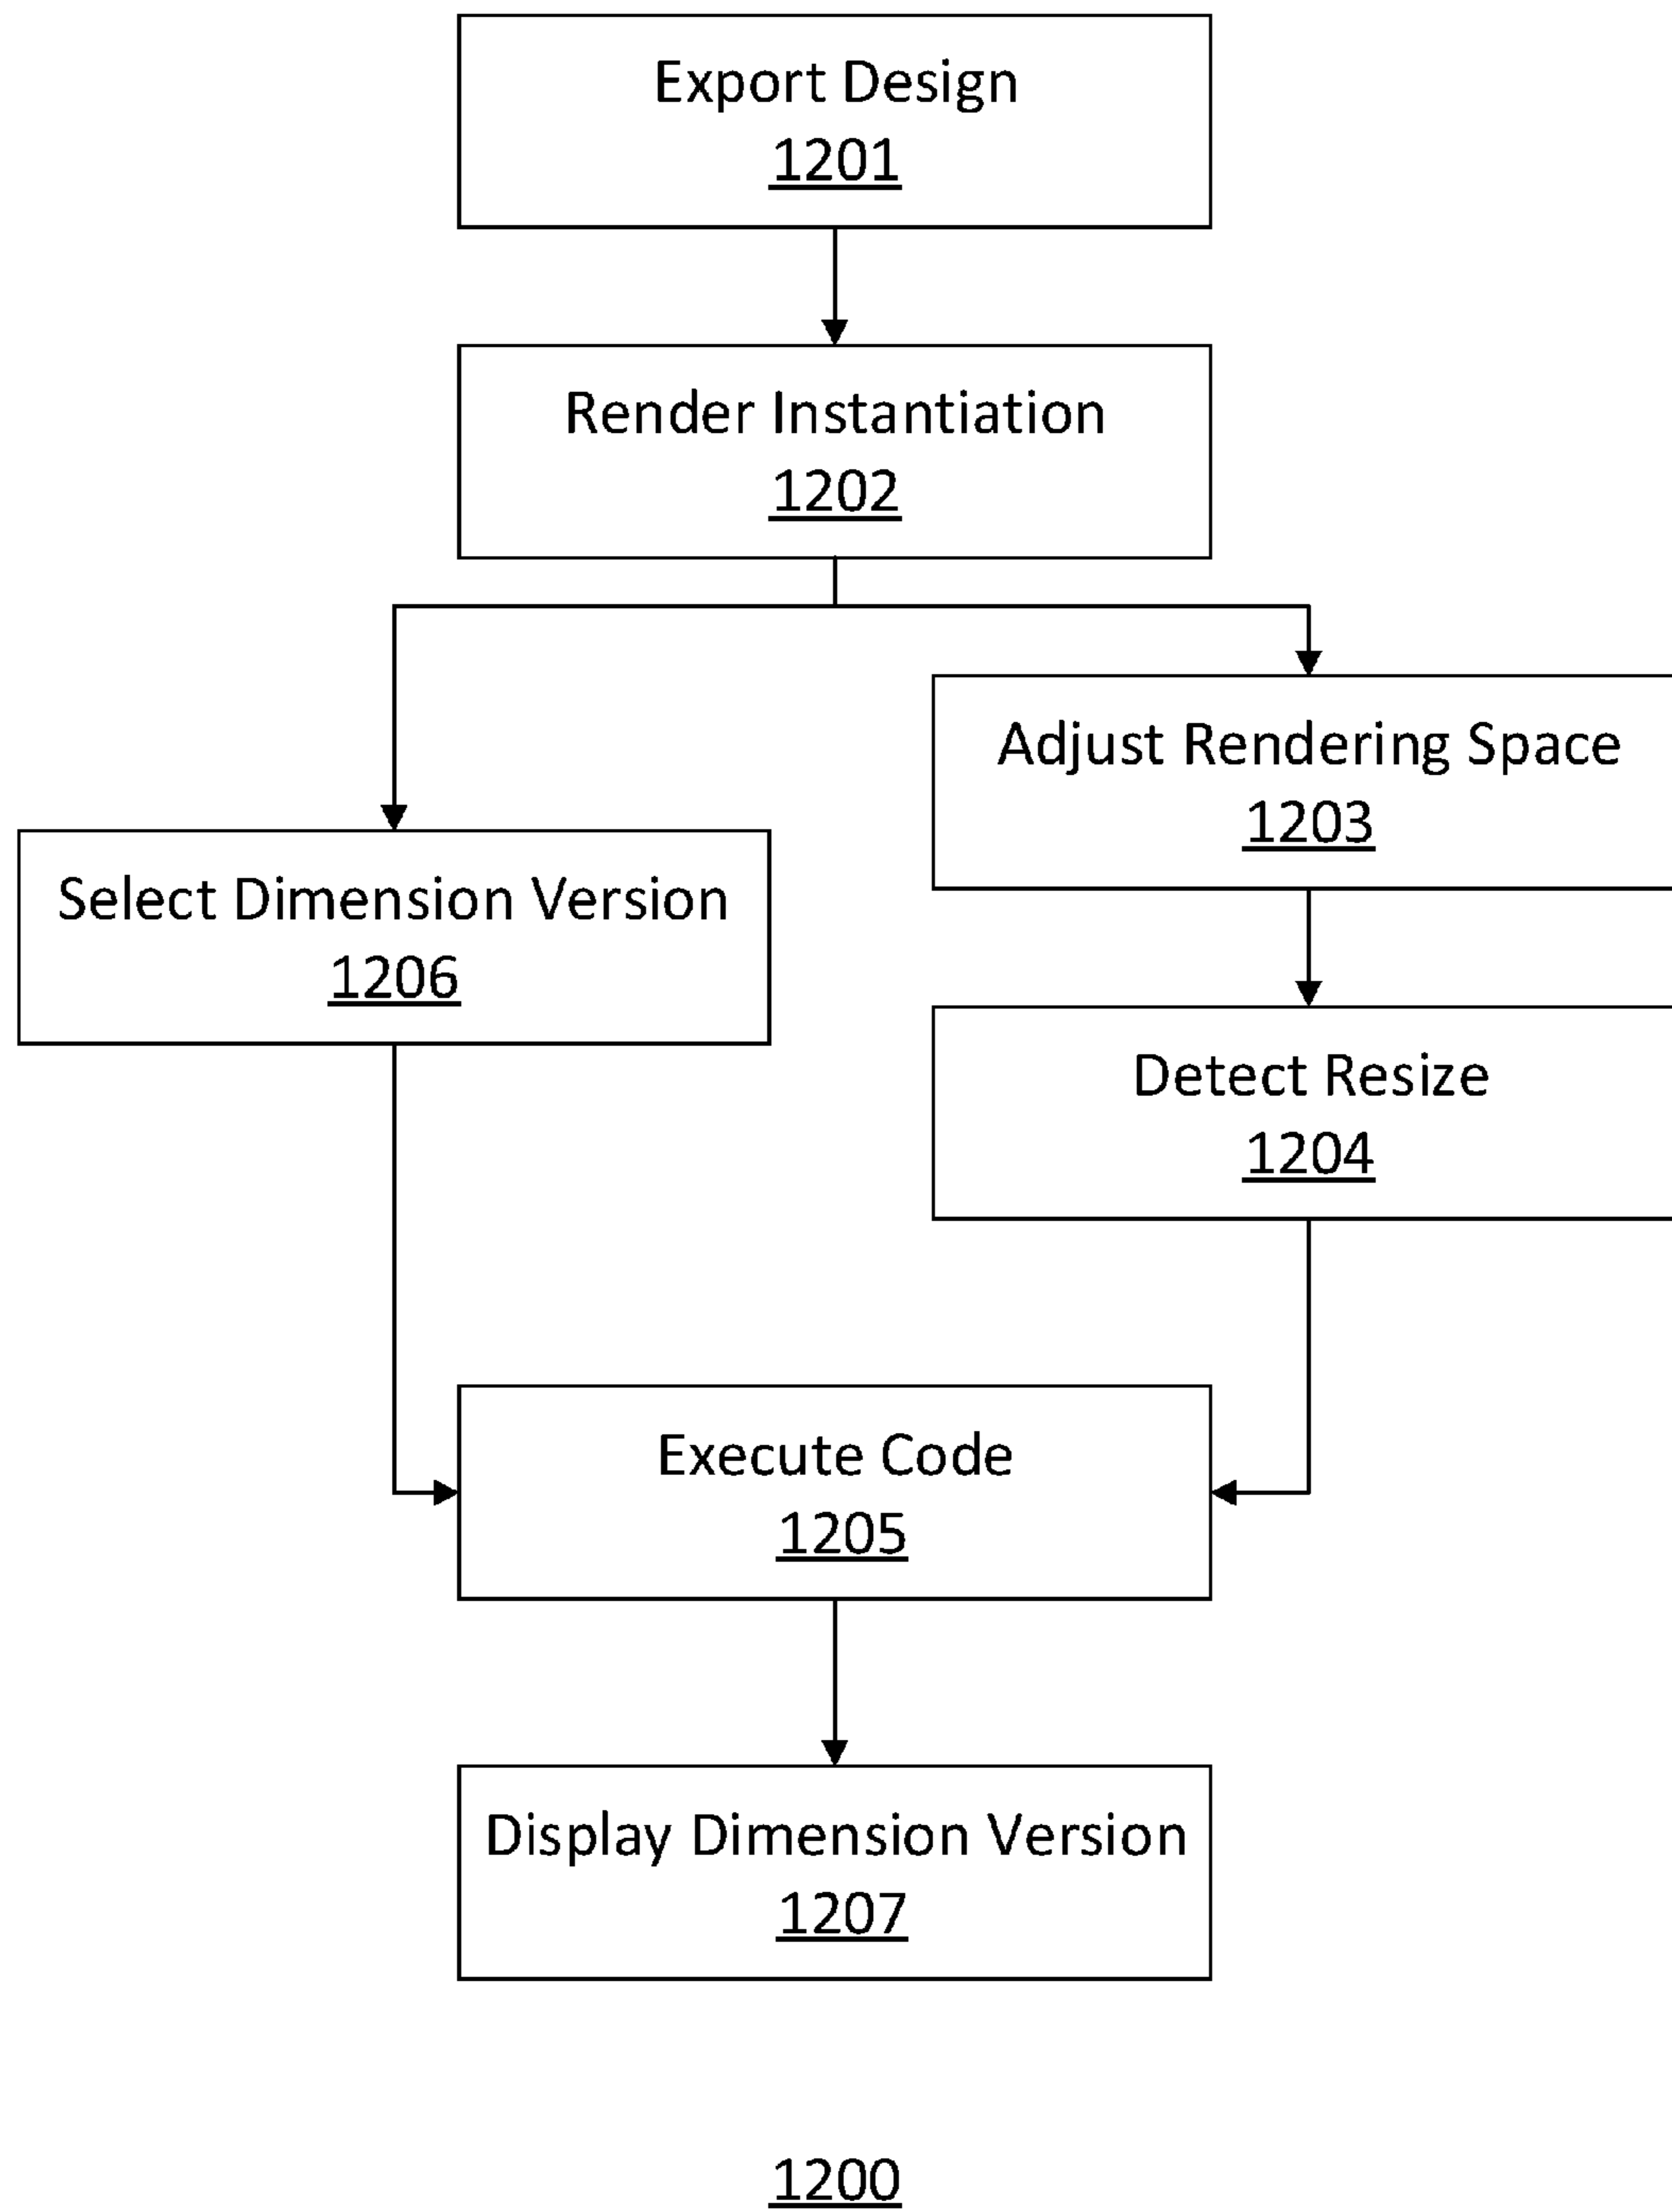 Export Design
1201
Render Instantiation
1202
Adjust Rendering Space
1203
Select Dimension Version
1206
Detect Resize
1204
Execute Code
1205
Display Dimension Version
1207
1200